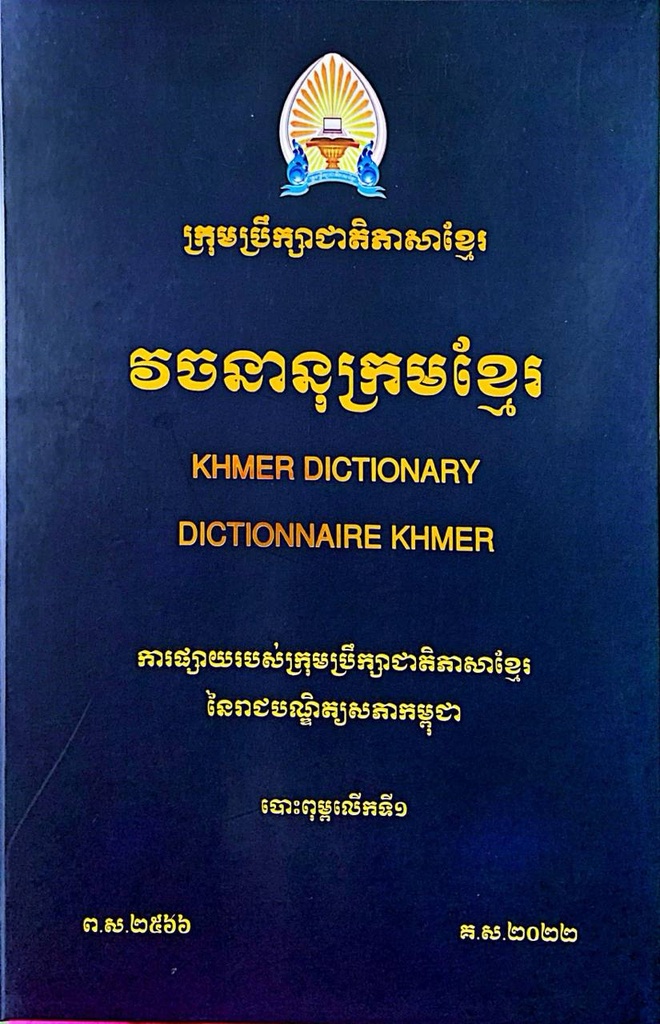 ក្រុមប្រឹក្សាជាតិភាសាខ្មែរ
វចនានុក្រមខ្មែរ
KHMER DICTIONARY
DICTIONNAIRE KHMER
ការផ្សាយរបស់ក្រុមប្រឹក្សាជាតិភាសាខ្មែរ
នៃរាជបណ្ឌិត្យសភាកម្ពុជា
បោះពុម្ពលើកទី១
ព.ស.២៥៦៦
គ.ស.២០២២